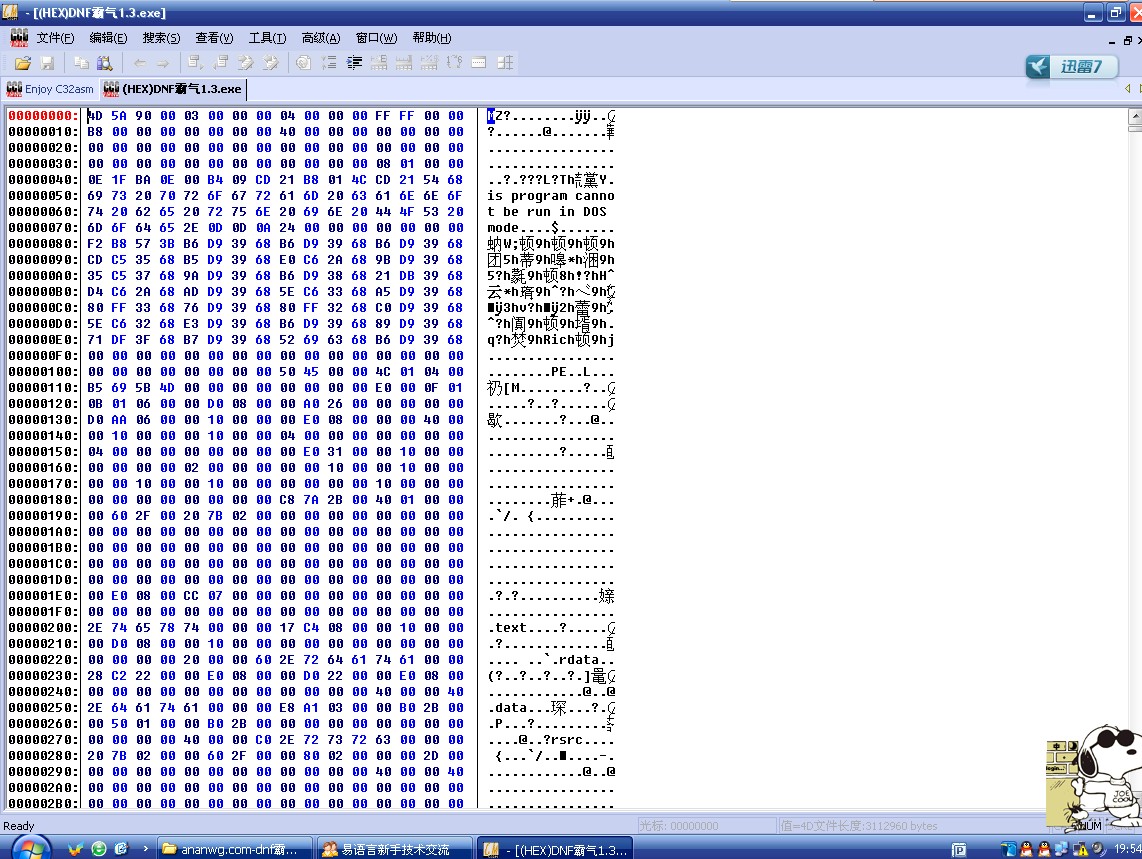 - [(HEX)DNF霸气1.3.exe]
文件(F) 编辑(E) 搜索(S) 查看(V) 工具(T) 高级(A) 窗口(W) 帮助(H)
迅雷7
Enjoy C32asm (HEX)DNF霸气1.3.exe
00000000: 4D 5A 90 00 03 00 00 00 04 00 00 00 FF FF 00 00 Z?........ÿÿ..
00000010: B8 00 00 00 00 00 00 00 40 00 00 00 00 00 00 00 ?.......@.......
00000020: 00 00 00 00 00 00 00 00 00 00 00 00 00 00 00 00 ................
00000030: 00 00 00 00 00 00 00 00 00 00 00 00 08 01 00 00 ................
00000040: 0E 1F BA 0E 00 B4 09 CD 21 B8 01 4C CD 21 54 68 ..?.???L?Th
00000050: 69 73 20 70 72 6F 67 72 61 6D 20 63 61 6E 6E 6F is program canno
00000060: 74 20 62 65 20 72 75 6E 20 69 6E 20 44 4F 53 20 t be run in DOS
00000070: 6D 6F 64 65 2E 0D 0D 0A 24 00 00 00 00 00 00 00 mode....$.......
00000080: F2 B8 57 3B B6 D9 39 68 B6 D9 39 68 B6 D9 39 68 蚋W;顿9h顿9h顿9h
00000090: CD C5 35 68 B5 D9 39 68 E0 C6 2A 68 9B D9 39 68 团5h蒂9h嗥*h涃9h
000000A0: 35 C5 37 68 9A D9 39 68 B6 D9 38 68 21 DB 39 68
000000B0: D4 C6 2A 68 AD D9 39 68 5E C6 33 68 A5 D9 39 68
000000C0: 80 FF 33 68 76 D9 39 68 80 FF 32 68 C0 D9 39 68
000000D0: 5E C6 32 68 E3 D9 39 68 B6 D9 39 68 89 D9 39 68
000000E0: 71 DF 3F 68 B7 D9 39 68 52 69 63 68 B6 D9 39 68 q?h焚9hRich顿9hj
000000F0: 00 00 00 00 00 00 00 00 00 00 00 00 00 00 00 00 ................
00000100: 00 00 00 00 00 00 00 00 50 45 00 00 4C 01 04 00 ........PE..L...
00000110: B5 69 5B 4D 00 00 00 00 00 00 00 00 E0 00 0F 01 礽[M........?..
00000120: 0B 01 06 00 00 D0 08 00 00 A0 26 00 00 00 00 00 .....?..?......
00000130: D0 AA 06 00 00 10 00 00 00 E0 08 00 00 00 40 00 歇.......?...@..
00000140: 00 10 00 00 00 10 00 00 04 00 00 00 00 00 00 00 ................
00000150: 04 00 00 00 00 00 00 00 00 E0 31 00 00 10 00 00 .........?.....
00000160: 00 00 00 00 02 00 00 00 00 00 10 00 00 10 00 00 ................
00000170: 00 00 10 00 00 10 00 00 00 00 00 00 10 00 00 00 ................
00000180: 00 00 00 00 00 00 00 00 C8 7A 2B 00 40 01 00 00 ........葄+.@...
00000190: 00 60 2F 00 20 7B 02 00 00 00 00 00 00 00 00 00 .`/. {..........
000001A0: 00 00 00 00 00 00 00 00 00 00 00 00 00 00 00 00 ................
000001B0: 00 00 00 00 00 00 00 00 00 00 00 00 00 00 00 00 ................
000001C0: 00 00 00 00 00 00 00 00 00 00 00 00 00 00 00 00 ................
000001D0: 00 00 00 00 00 00 00 00 00 00 00 00 00 00 00 00 ................
000001E0: 00 E0 08 00 CC 07 00 00 00 00 00 00 00 00 00 00 .?.?..........
000001F0: 00 00 00 00 00 00 00 00 00 00 00 00 00 00 00 00 ................
00000200: 2E 74 65 78 74 00 00 00 17 C4 08 00 00 10 00 00 .text....?.....
00000210: 00 D0 08 00 00 10 00 00 00 00 00 00 00 00 00 00 .?.............
00000220: 00 00 00 00 20 00 00 60 2E 72 64 61 74 61 00 00 .... ..`.rdata..
00000230: 28 C2 22 00 00 E0 08 00 00 D0 22 00 00 E0 08 00 (?..?..?..?.
00000240: 00 00 00 00 00 00 00 00 00 00 00 00 40 00 00 40 ............@..@
00000250: 2E 64 61 74 61 00 00 00 E8 A1 03 00 00 B0 2B 00 .data...琛...?.
00000260: 00 50 01 00 00 B0 2B 00 00 00 00 00 00 00 00 00 .P...?.........
00000270: 00 00 00 00 40 00 00 C0 2E 72 73 72 63 00 00 00 ....@..?rsrc....
00000280: 20 7B 02 00 00 60 2F 00 00 80 02 00 00 00 2D 00 {...`/..■....-.
00000290: 00 00 00 00 00 00 00 00 00 00 00 00 40 00 00 40 ............@..@
000002A0: 00 00 00 00 00 00 00 00 00 00 00 00 00 00 00 00 ................
000002B0: 00 00 00 00 00 00 00 00 00 00 00 00 00 00 00 00 ................
中
JOE COOL
Ready 光标: 00000000 值=4D文件长度:3112960 bytes NUM
ananwg.com-dnf霸... 易语言新手技术交流 - [(HEX)DNF霸气1.3... 19:54